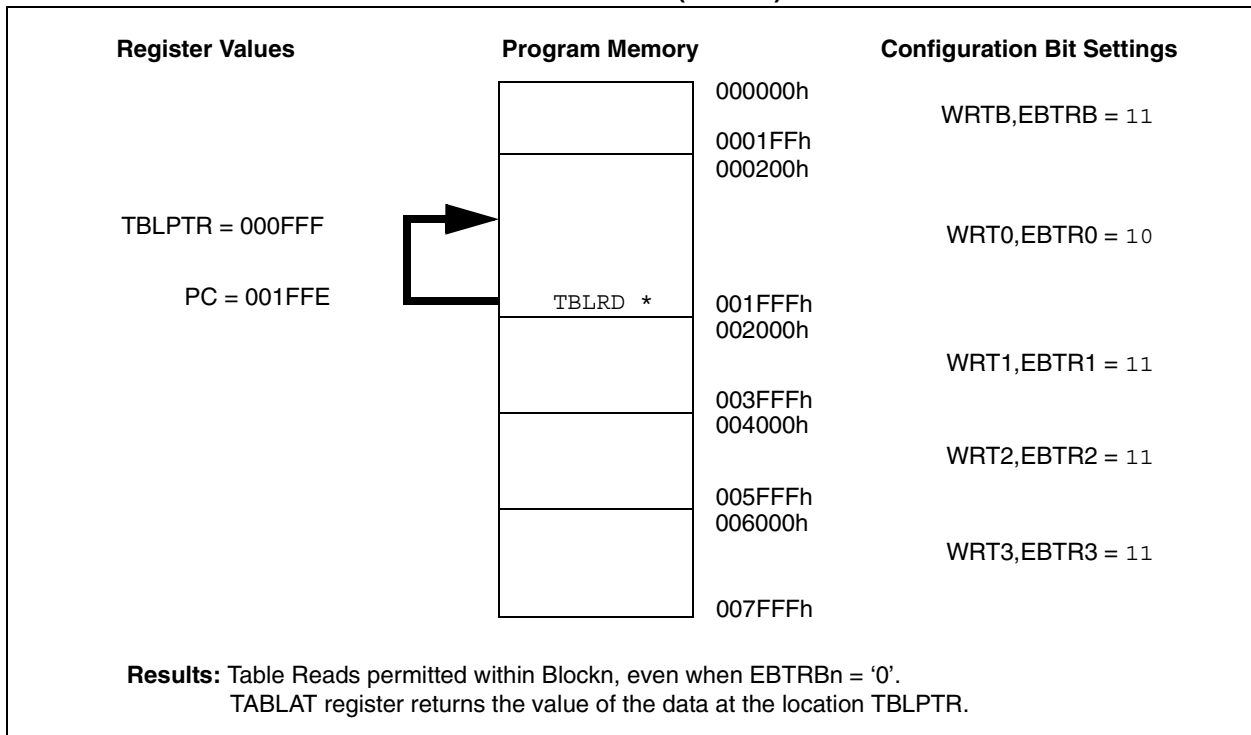 Register Values Program Memory Configuration Bit Settings
000000h
WRTB,EBTRB = 11
0001FFh
000200h
TBLPTR = 000FFF
WRT0,EBTR0 = 10
PC = 001FFE
TBLRD *
001FFFh
002000h
WRT1,EBTR1 = 11
003FFFh
004000h
WRT2,EBTR2 = 11
005FFFh
006000h
WRT3,EBTR3 = 11
007FFFh
Results: Table Reads permitted within Blockn, even when EBTRBn = ‘0’.
TABLAT register returns the value of the data at the location TBLPTR.